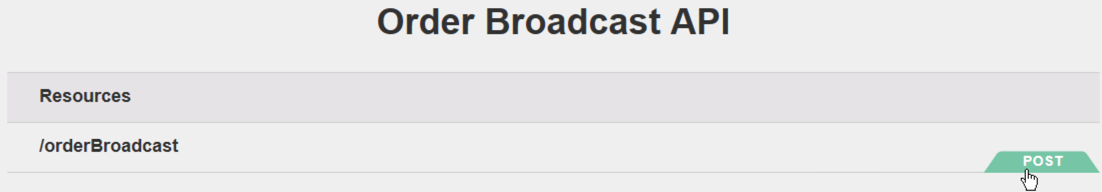 Order Broadcast API
Resources
/orderBroadcast
POST